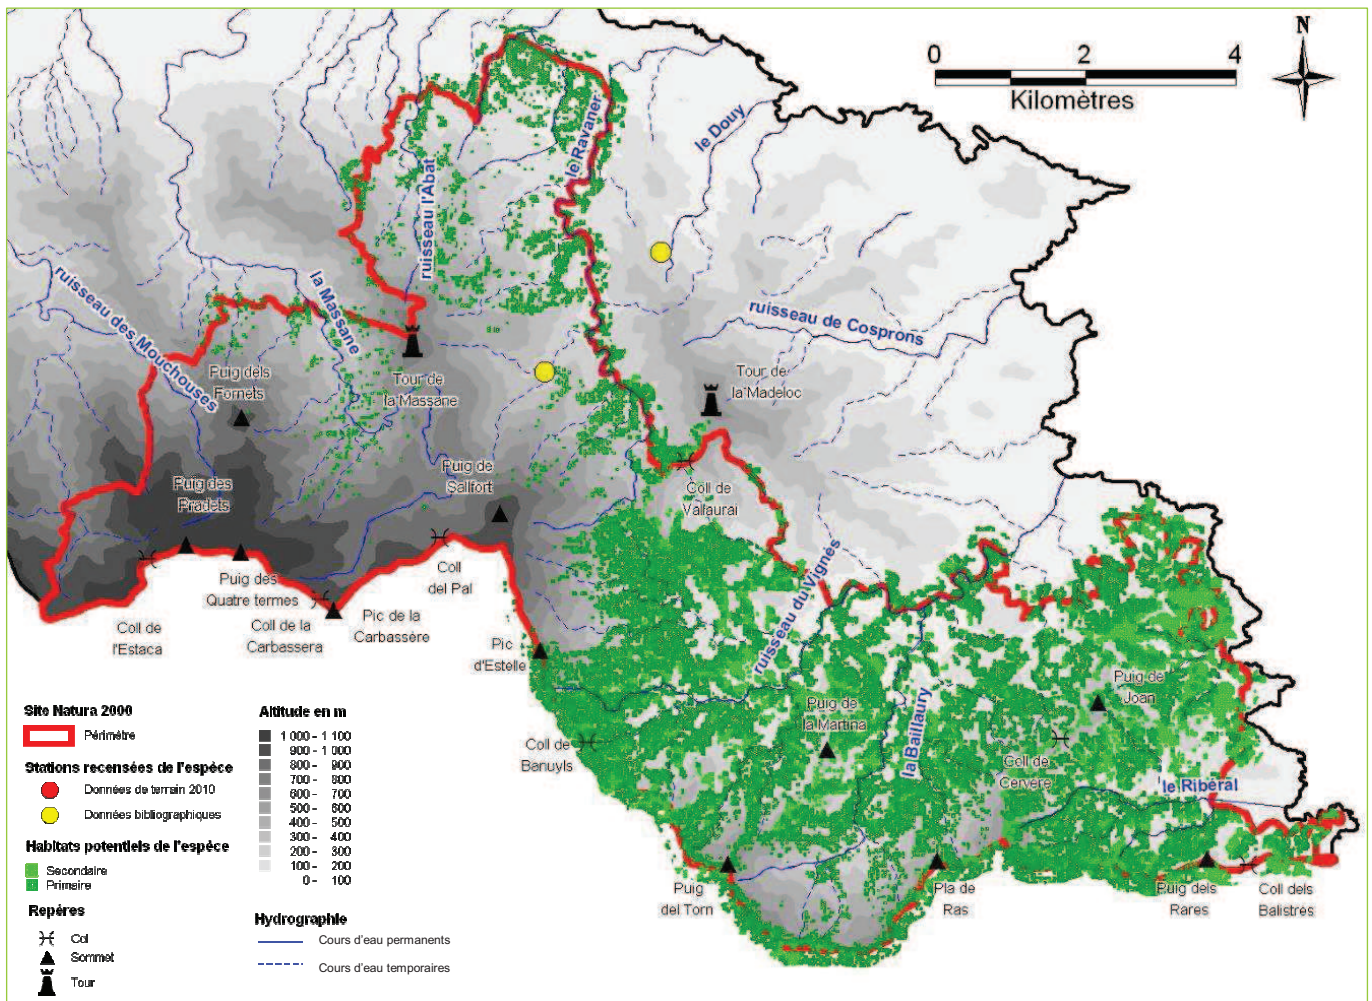 N
0 2 4
Kilomètres
le Ravaner
le Douy
ruisseau l'Abat
la Massane
ruisseau des Mouchouses
ruisseau de Cosprons
Puig dels
Fornets
Tour de
la Massane
Tour de
la Madeloc
Puig de
Sallfort
Puig des
Pradets
Coll de
Valaurai
Coll
del Pal
Puig des
Quatre termes
Coll de
l'Estaca
Coll de la
Carbassera
Pic de la
Carbassère
Pic
d'Estelle
ruisseau du Vignès
Puig de
la Martina
la Baillaury
Puig de
Joan
Coll de
Banuyls
Coll de
Cervère
le Ribéral
Puig
del Torn
Pla de
Ras
Puig dels
Rares
Coll dels
Balistres
Site Natura 2000
Périmètre
Stations recensées de l'espèce
Données de terrain 2010
Données bibliographiques
Habitats potentiels de l'espèce
Secondaire
Primaire
Repéres
Col
Sommet
Tour
Altitude en m
1 000 - 1 100
900 - 1 000
800 - 900
700 - 800
600 - 700
500 - 600
400 - 500
300 - 400
200 - 300
100 - 200
0 - 100
Hydrographie
Cours d'eau permanents
Cours d'eau temporaires